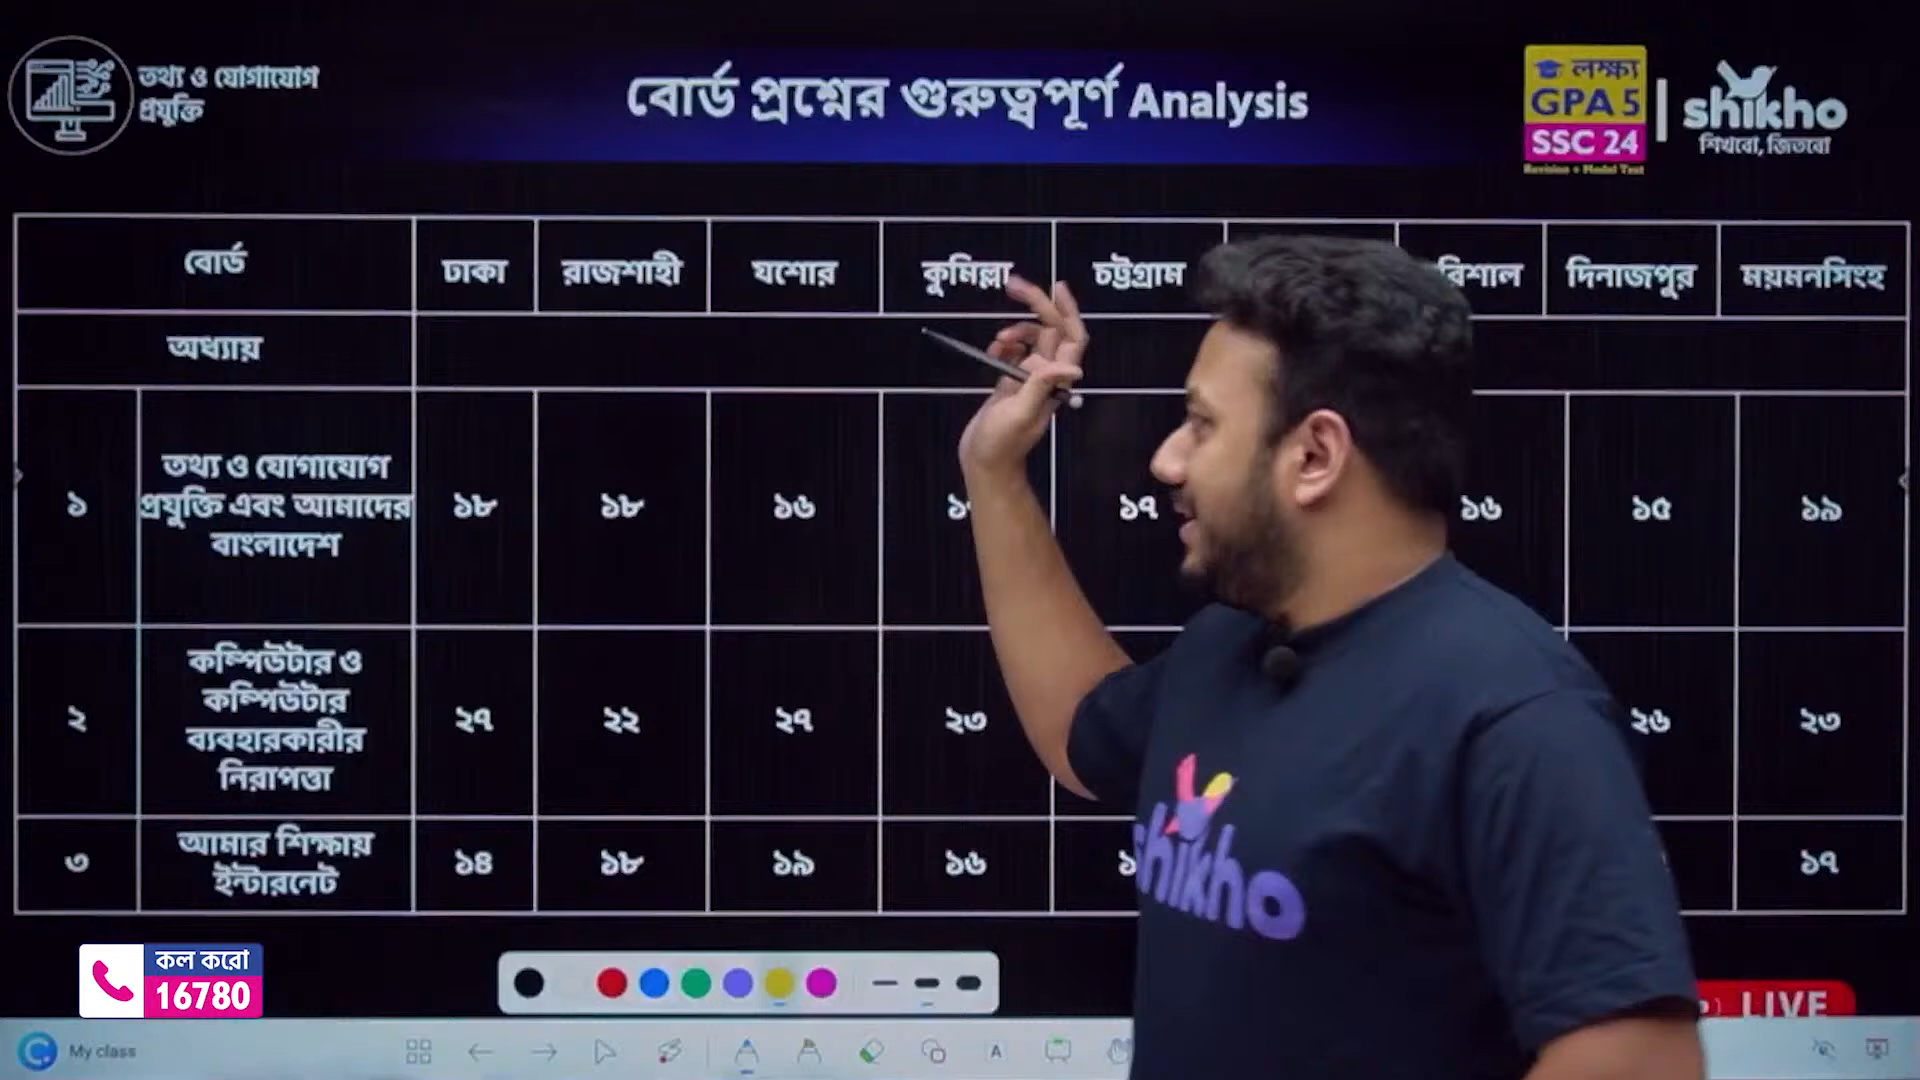 তথ্য ও যোগাযোগ
প্রযুক্তি
বোর্ড প্রশ্নের গুরুত্বপূর্ণ Analysis
লক্ষ্য
GPA 5
SSC 24
Revision + Model Test
shikho
শিখবো, জিতবো
বোর্ড ঢাকা রাজশাহী যশোর কুমিল্লা চট্টগ্রাম দিনাজপুর ময়মনসিংহ
অধ্যায়
১ তথ্য ও যোগাযোগ প্রযুক্তি এবং আমাদের বাংলাদেশ ১৮ ১৮ ১৬ ১৭ ১৬ ১৫ ১৯
২ কম্পিউটার ও কম্পিউটার ব্যবহারকারীর নিরাপত্তা ২৭ ২২ ২৭ ২৩ ২৬ ২৩
৩ আমার শিক্ষায় ইন্টারনেট ১৪ ১৮ ১৯ ১৬ ১৭
shikho
কল করো
16780
LIVE
My class
A